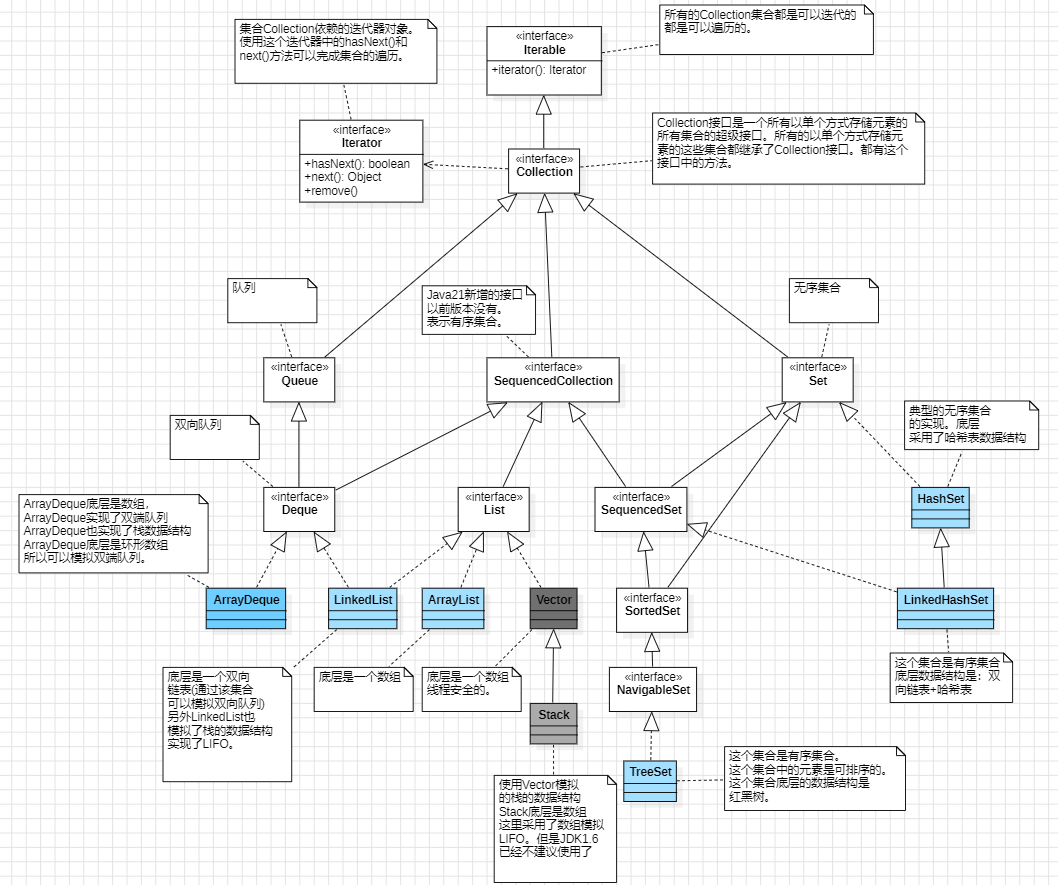 集合Collection依赖的迭代器对象。
使用这个迭代器中的hasNext()和
next()方法可以完成集合的遍历。
«interface»
Iterable
+iterator(): Iterator
所有的Collection集合都是可以迭代的
都是可以遍历的。
«interface»
Iterator
+hasNext(): boolean
+next(): Object
+remove()
«interface»
Collection
Collection接口是一个所有以单个方式存储元素的
所有集合的超级接口。所有的以单个方式存储元
素的这些集合都继承了Collection接口。都有这个
接口中的方法。
队列
Java21新增的接口
以前版本没有。
表示有序集合。
无序集合
«interface»
Queue
«interface»
SequencedCollection
«interface»
Set
双向队列
典型的无序集合
的实现。底层
采用了哈希表数据结构
ArrayDeque底层是数组，
ArrayDeque实现了双端队列
ArrayDeque也实现了栈数据结构
ArrayDeque底层是环形数组
所以可以模拟双端队列。
«interface»
Deque
«interface»
List
«interface»
SequencedSet
HashSet
ArrayDeque
LinkedList
ArrayList
Vector
«interface»
SortedSet
LinkedHashSet
底层是一个双向
链表(通过该集合
可以模拟双向队列)
另外LinkedList也
模拟了栈的数据结构
实现了LIFO。
底层是一个数组
底层是一个数组
线程安全的。
«interface»
NavigableSet
这个集合是有序集合
底层数据结构是：双
向链表+哈希表
Stack
TreeSet
这个集合是有序集合。
这个集合中的元素是可排序的。
这个集合底层的数据结构是
红黑树。
使用Vector模拟
的栈的数据结构
Stack底层是数组
这里采用了数组模拟
LIFO。但是JDK1.6
已经不建议使用了